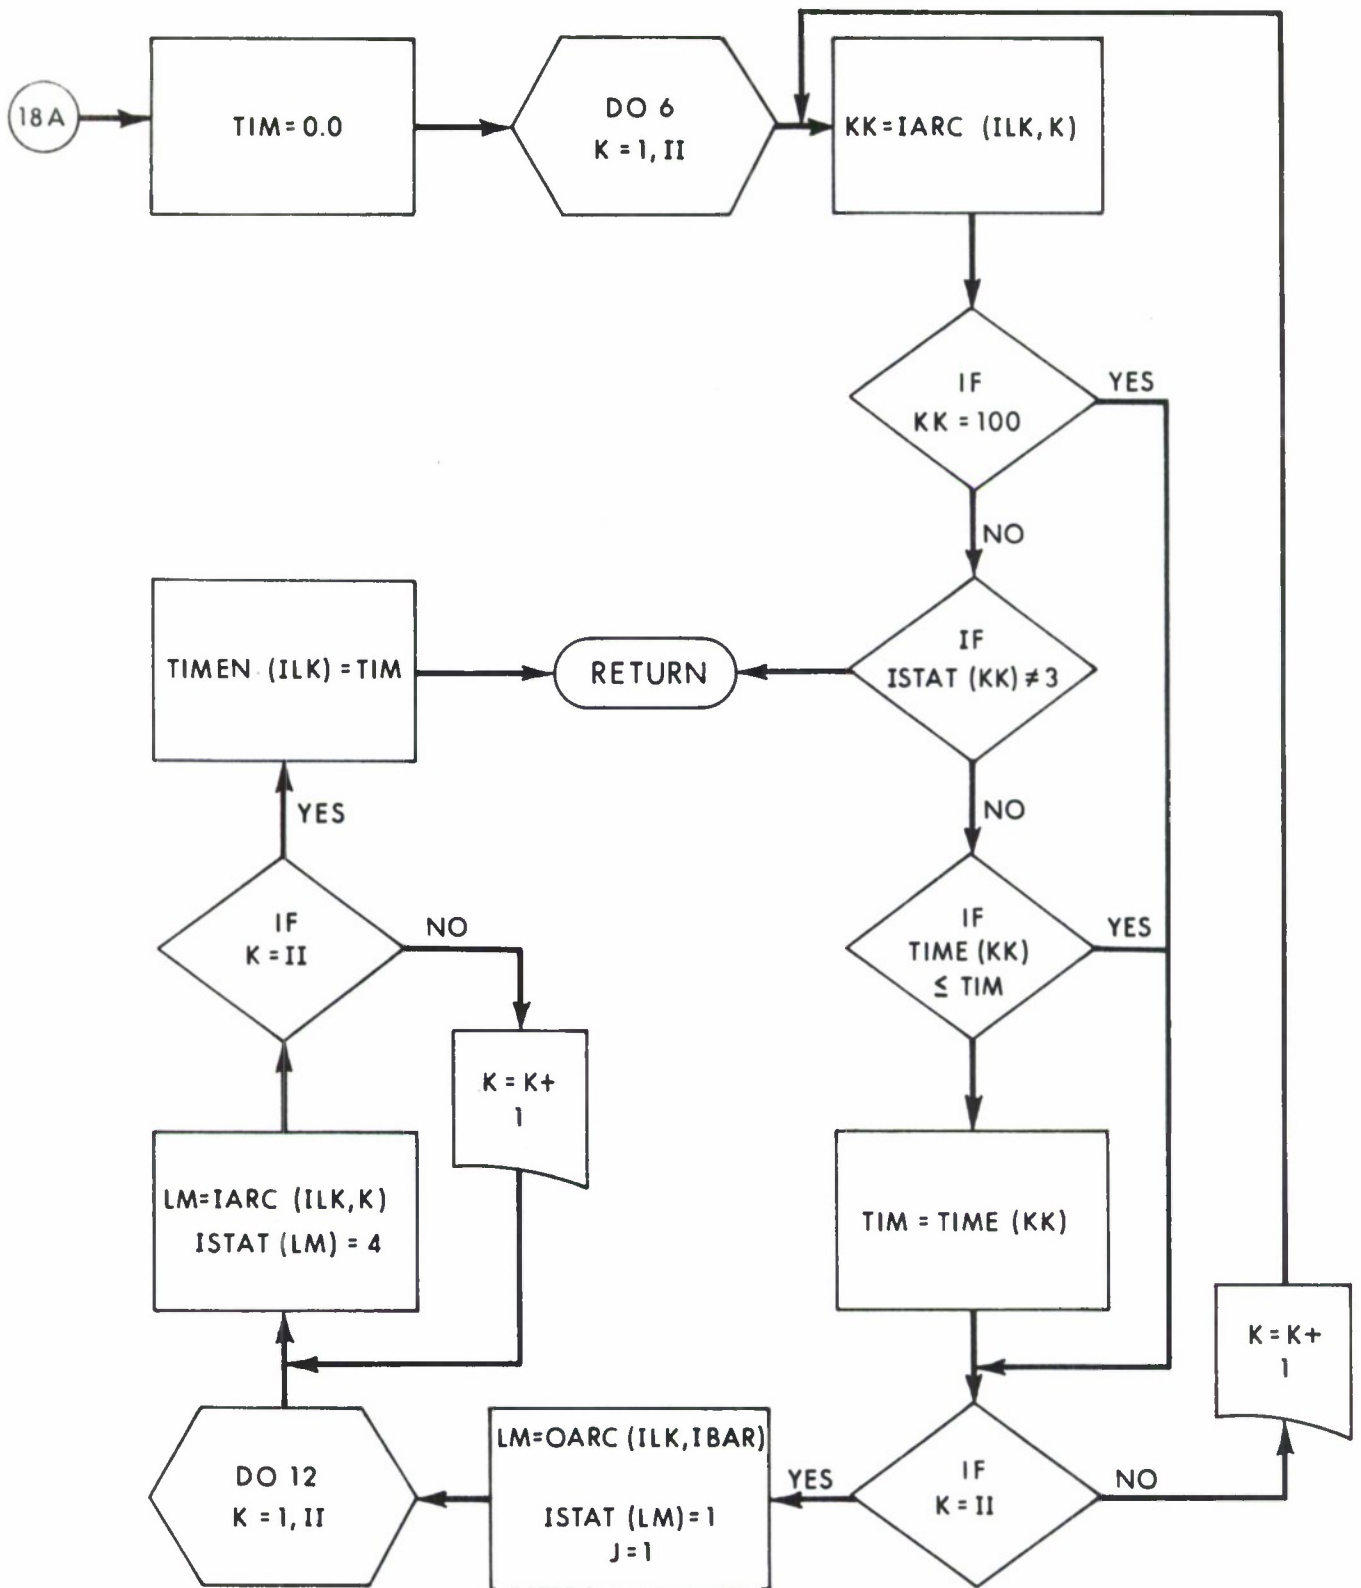 18A
TIM=0.0
DO 6
K=1, II
KK=IARC (ILK, K)
IF
KK=100
YES
NO
IF
ISTAT (KK) ≠ 3
RETURN
TIMEN (ILK)=TIM
NO
YES
IF
TIME (KK)
≤ TIM
YES
IF
K=II
NO
K=K+
1
LM=IARC (ILK, K)
ISTAT (LM) = 4
TIM = TIME (KK)
K=K+
1
DO 12
K=1, II
LM=OARC (ILK, IBAR)
ISTAT (LM)=1
J=1
YES
IF
K=II
NO